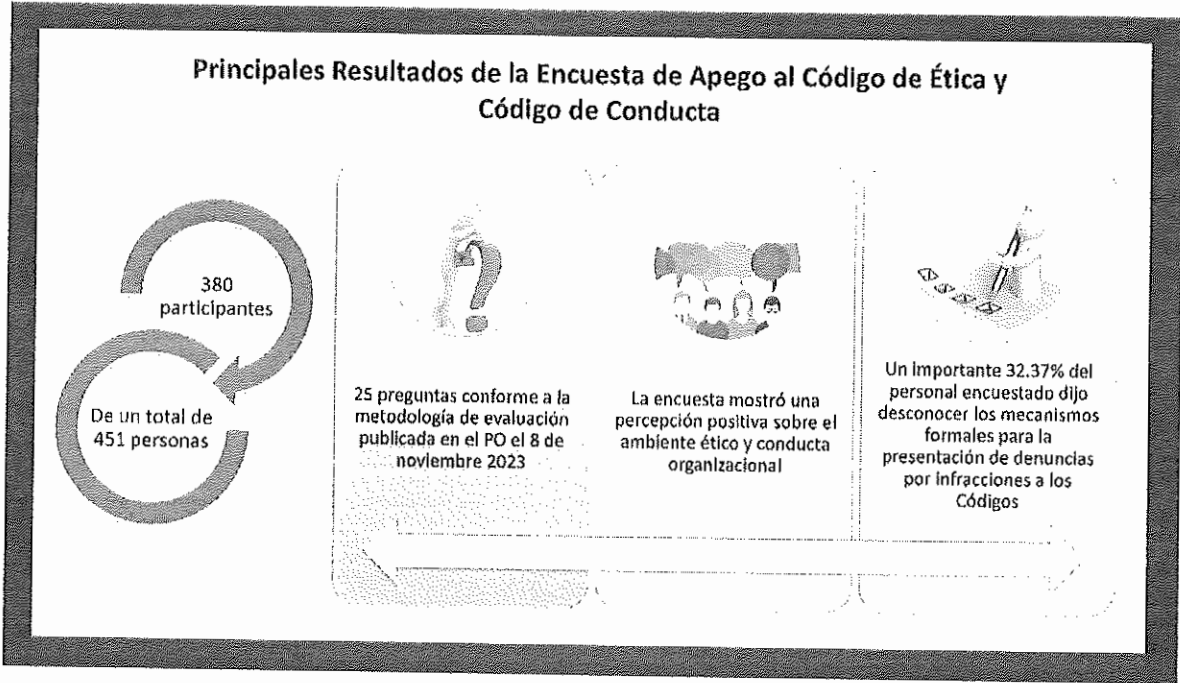 Principales Resultados de la Encuesta de Apego al Código de Ética y
Código de Conducta
380
participantes
De un total de
451 personas
25 preguntas conforme a la
metodología de evaluación
publicada en el PO el 8 de
noviembre 2023
La encuesta mostró una
percepción positiva sobre el
ambiente ético y conducta
organizacional
Un importante 32.37% del
personal encuestado dijo
desconocer los mecanismos
formales para la
presentación de denuncias
por infracciones a los
Códigos